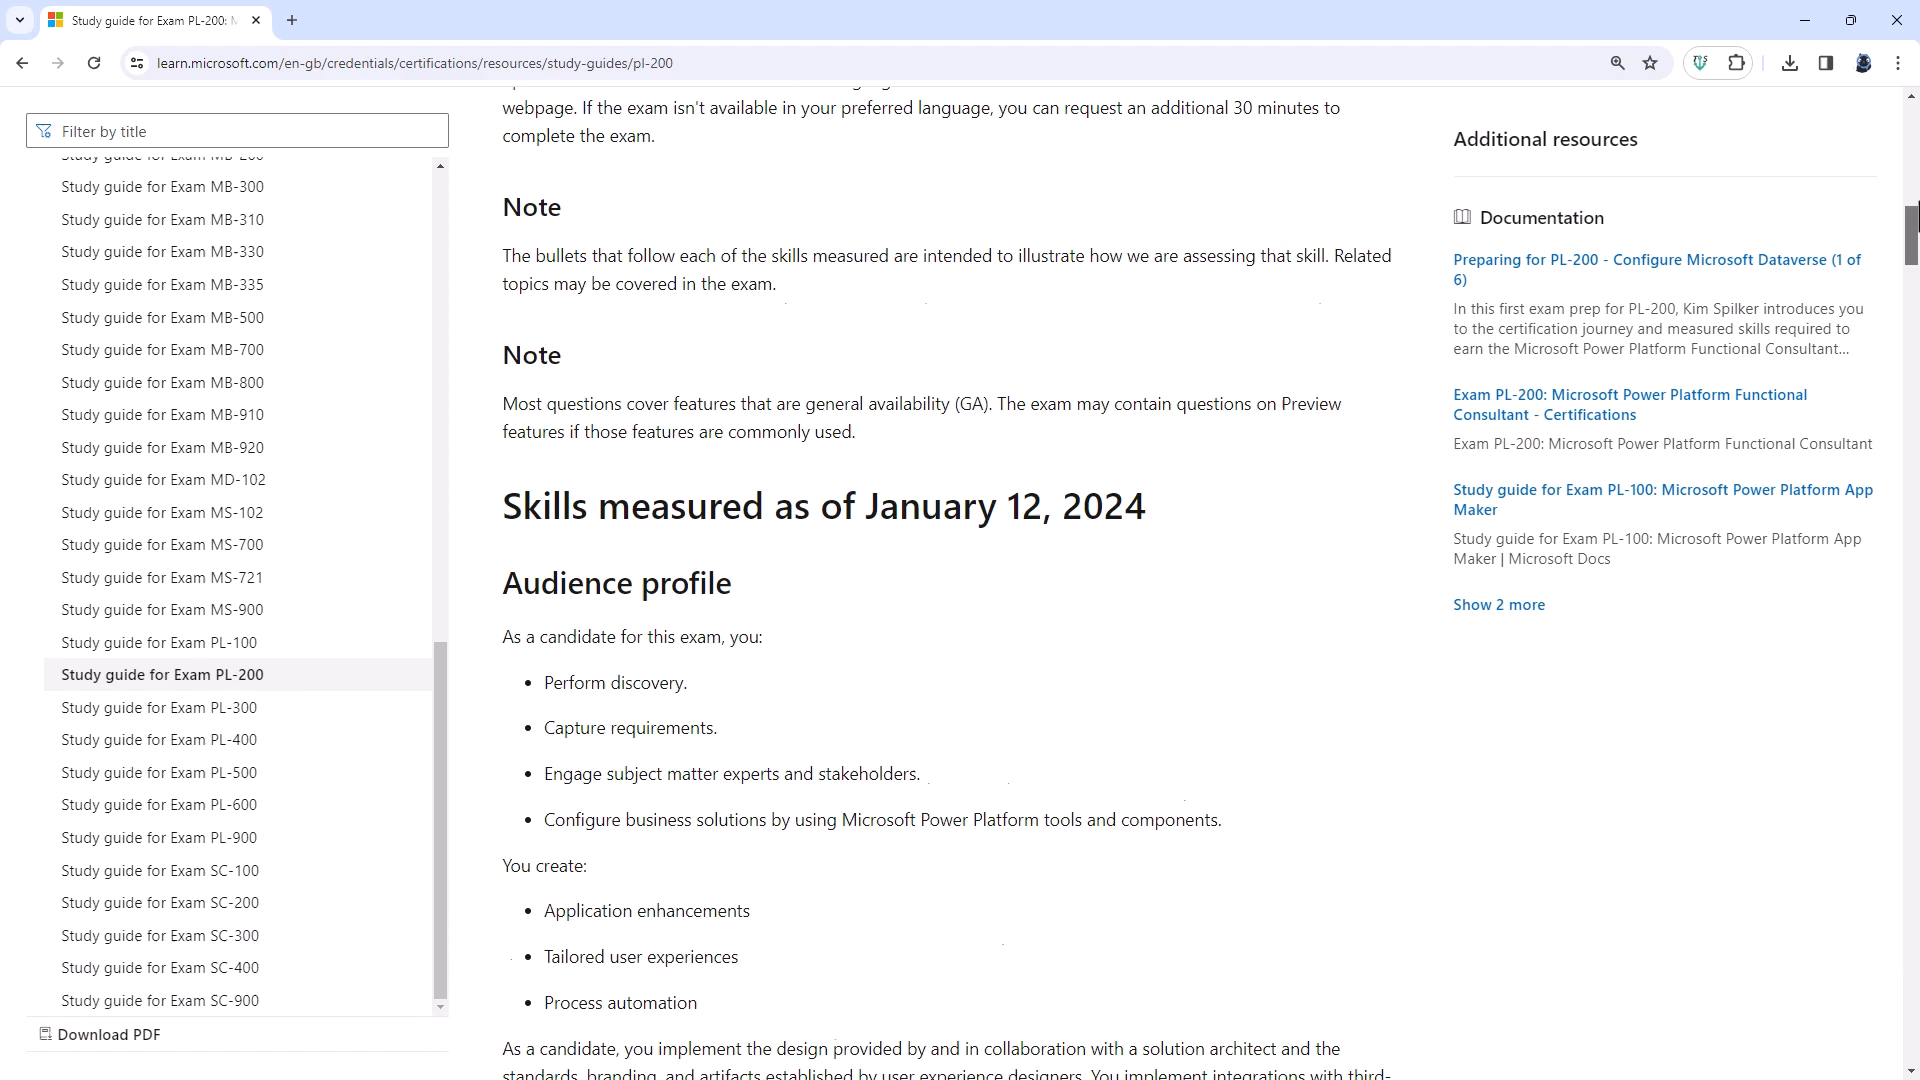 Study guide for Exam PL-200:
learn.microsoft.com/en-gb/credentials/certifications/resources/study-guides/pl-200
Filter by title
Study guide for Exam MB-300
Study guide for Exam MB-310
Study guide for Exam MB-330
Study guide for Exam MB-335
Study guide for Exam MB-500
Study guide for Exam MB-700
Study guide for Exam MB-800
Study guide for Exam MB-910
Study guide for Exam MB-920
Study guide for Exam MD-102
Study guide for Exam MS-102
Study guide for Exam MS-700
Study guide for Exam MS-721
Study guide for Exam MS-900
Study guide for Exam PL-100
Study guide for Exam PL-200
Study guide for Exam PL-300
Study guide for Exam PL-400
Study guide for Exam PL-500
Study guide for Exam PL-600
Study guide for Exam PL-900
Study guide for Exam SC-100
Study guide for Exam SC-200
Study guide for Exam SC-300
Study guide for Exam SC-400
Study guide for Exam SC-900
Download PDF
webpage. If the exam isn't available in your preferred language, you can request an additional 30 minutes to
complete the exam.
Note
The bullets that follow each of the skills measured are intended to illustrate how we are assessing that skill. Related
topics may be covered in the exam.
Note
Most questions cover features that are general availability (GA). The exam may contain questions on Preview
features if those features are commonly used.
Skills measured as of January 12, 2024
Audience profile
As a candidate for this exam, you:
• Perform discovery.
• Capture requirements.
• Engage subject matter experts and stakeholders.
• Configure business solutions by using Microsoft Power Platform tools and components.
You create:
• Application enhancements
• Tailored user experiences
• Process automation
As a candidate, you implement the design provided by and in collaboration with a solution architect and the
standards, branding, and artifacts established by user experience designers. You implement integrations with third-
Additional resources
Documentation
Preparing for PL-200 - Configure Microsoft Dataverse (1 of
6)
In this first exam prep for PL-200, Kim Spilker introduces you
to the certification journey and measured skills required to
earn the Microsoft Power Platform Functional Consultant...
Exam PL-200: Microsoft Power Platform Functional
Consultant - Certifications
Exam PL-200: Microsoft Power Platform Functional Consultant
Study guide for Exam PL-100: Microsoft Power Platform App
Maker
Study guide for Exam PL-100: Microsoft Power Platform App
Maker | Microsoft Docs
Show 2 more